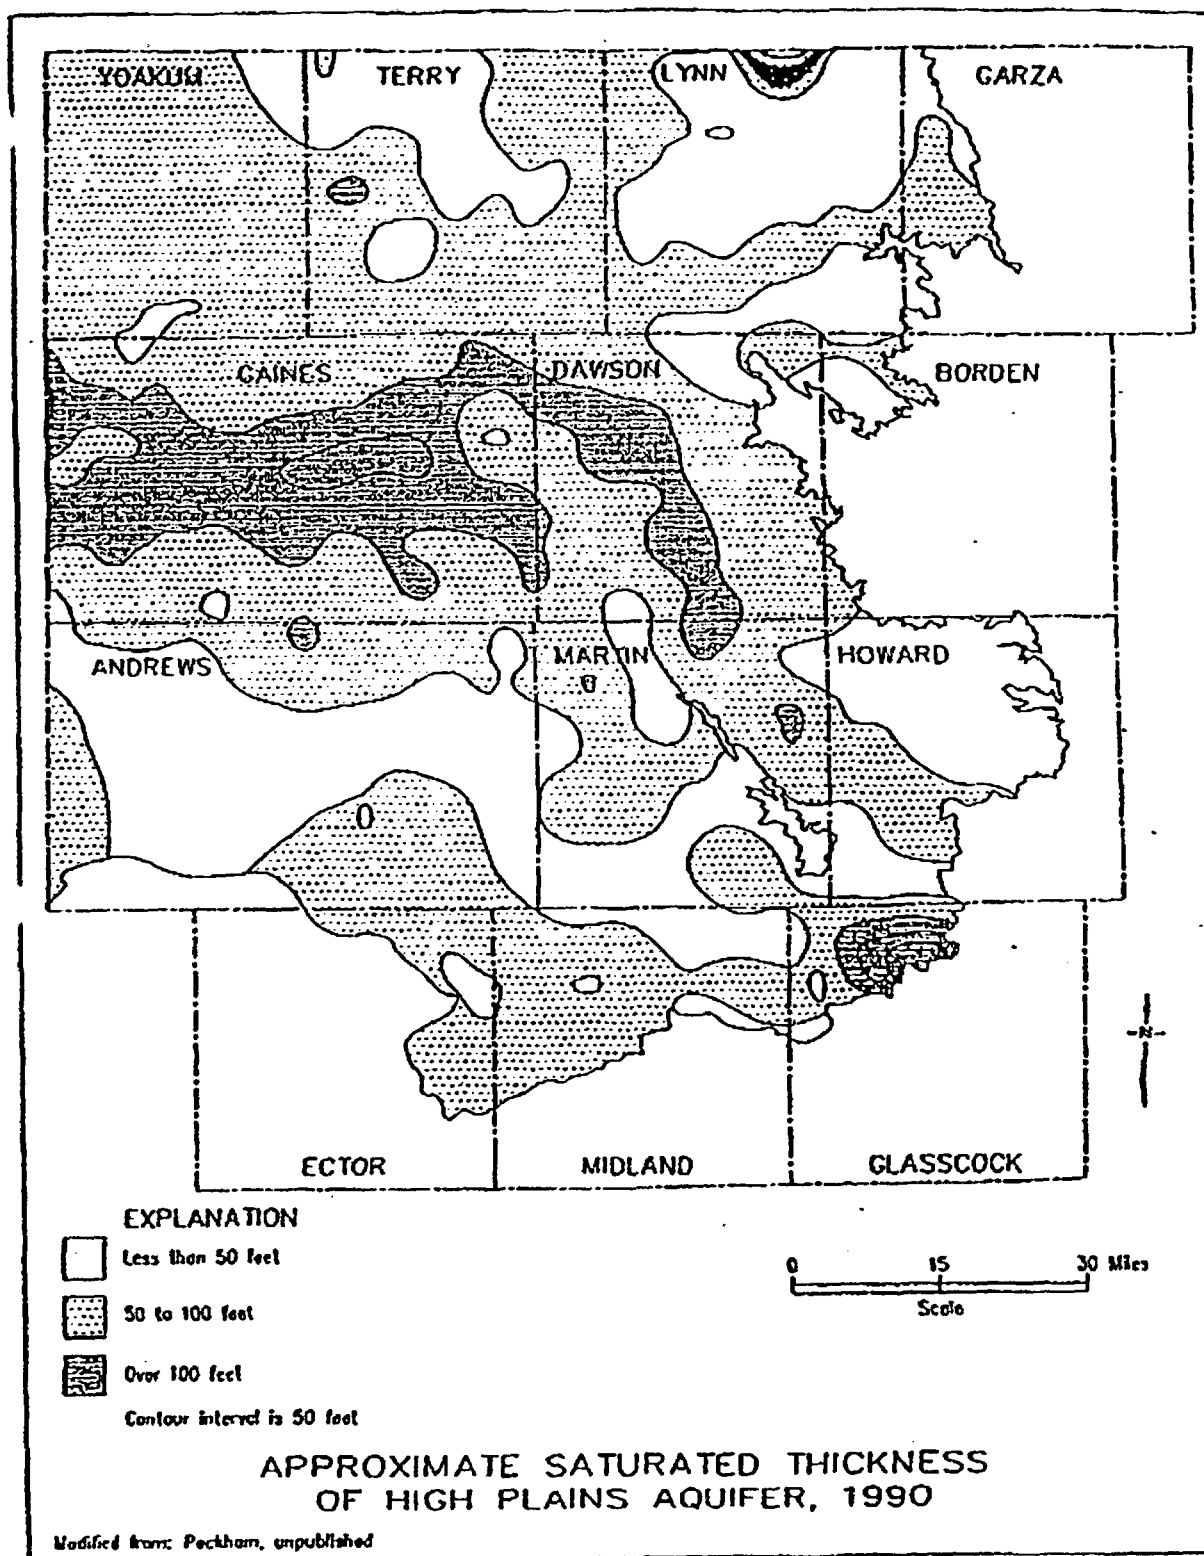 YOAKUM
TERRY
LYNN
GARZA
GAINES
DAWSON
BORDEN
ANDREWS
MARTIN
HOWARD
-N-
ECTOR
MIDLAND
GLASSCOCK
EXPLANATION
Less than 50 feet
50 to 100 feet
Over 100 feet
Contour interval is 50 feet
0 15 30 Miles
Scale
APPROXIMATE SATURATED THICKNESS
OF HIGH PLAINS AQUIFER, 1990
Modified from: Peckham, unpublished